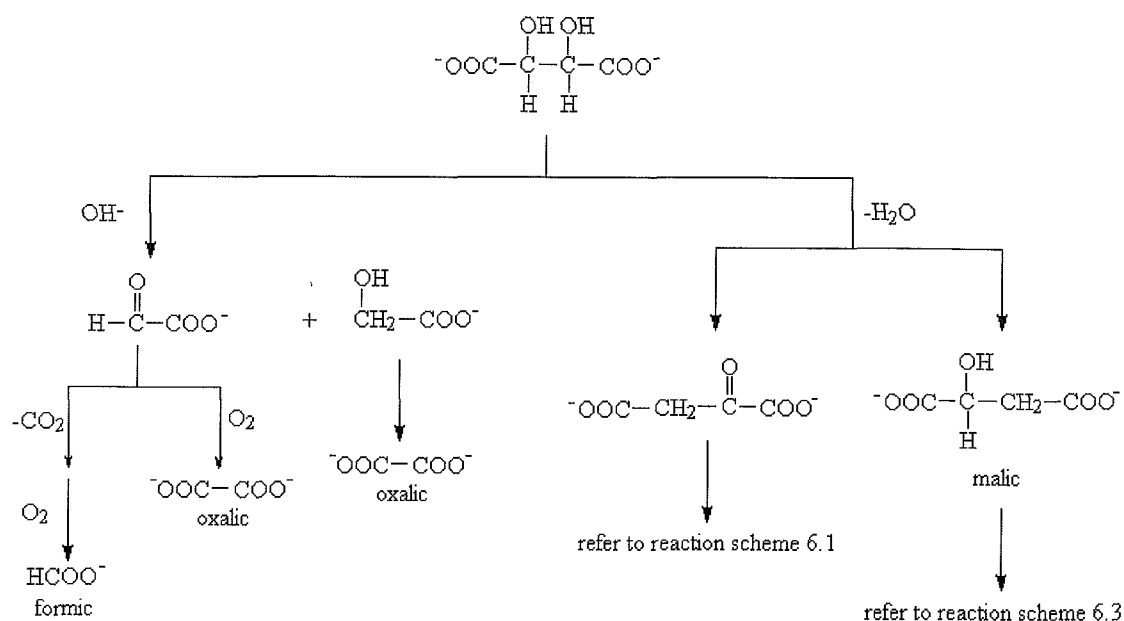 OH OH
⁻OOC—C—C—COO⁻
H H
OH-
-H₂O
O
H—C—COO⁻
+
OH
CH₂—COO⁻
O
⁻OOC—CH₂—C—COO⁻
OH
⁻OOC—C—CH₂—COO⁻
H
malic
-CO₂
O₂
⁻OOC—COO⁻
oxalic
⁻OOC—COO⁻
oxalic
O₂
HCOO⁻
formic
refer to reaction scheme 6.1
refer to reaction scheme 6.3